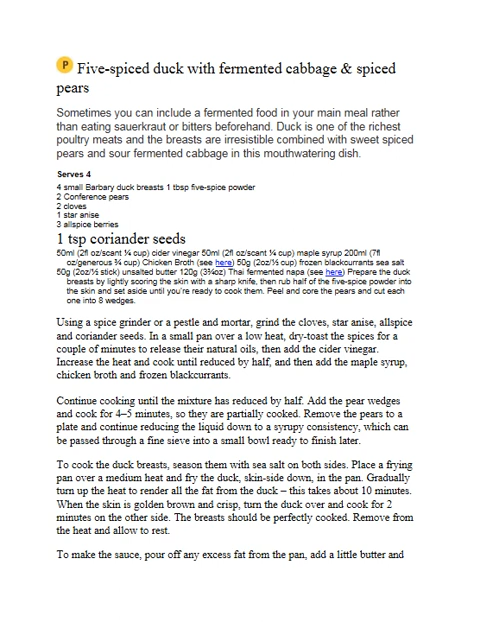 P Five-spiced duck with fermented cabbage & spiced
pears
Sometimes you can include a fermented food in your main meal rather
than eating sauerkraut or bitters beforehand. Duck is one of the richest
poultry meats and the breasts are irresistible combined with sweet spiced
pears and sour fermented cabbage in this mouthwatering dish.
Serves 4
4 small Barbary duck breasts 1 tbsp five-spice powder
2 Conference pears
2 cloves
1 star anise
3 allspice berries
1 tsp coriander seeds
50ml (2fl oz/scant ¼ cup) cider vinegar 50ml (2fl oz/scant ¼ cup) maple syrup 200ml (7fl
oz/generous ¾ cup) Chicken Broth (see here) 50g (2oz/½ cup) frozen blackcurrants sea salt
50g (2oz/½ stick) unsalted butter 120g (3¾oz) Thai fermented napa (see here) Prepare the duck
breasts by lightly scoring the skin with a sharp knife, then rub half of the five-spice powder into
the skin and set aside until you're ready to cook them. Peel and core the pears and cut each
one into 8 wedges.
Using a spice grinder or a pestle and mortar, grind the cloves, star anise, allspice
and coriander seeds. In a small pan over a low heat, dry-toast the spices for a
couple of minutes to release their natural oils, then add the cider vinegar.
Increase the heat and cook until reduced by half, and then add the maple syrup,
chicken broth and frozen blackcurrants.
Continue cooking until the mixture has reduced by half. Add the pear wedges
and cook for 4–5 minutes, so they are partially cooked. Remove the pears to a
plate and continue reducing the liquid down to a syrupy consistency, which can
be passed through a fine sieve into a small bowl ready to finish later.
To cook the duck breasts, season them with sea salt on both sides. Place a frying
pan over a medium heat and fry the duck, skin-side down, in the pan. Gradually
turn up the heat to render all the fat from the duck – this takes about 10 minutes.
When the skin is golden brown and crisp, turn the duck over and cook for 2
minutes on the other side. The breasts should be perfectly cooked. Remove from
the heat and allow to rest.
To make the sauce, pour off any excess fat from the pan, add a little butter and